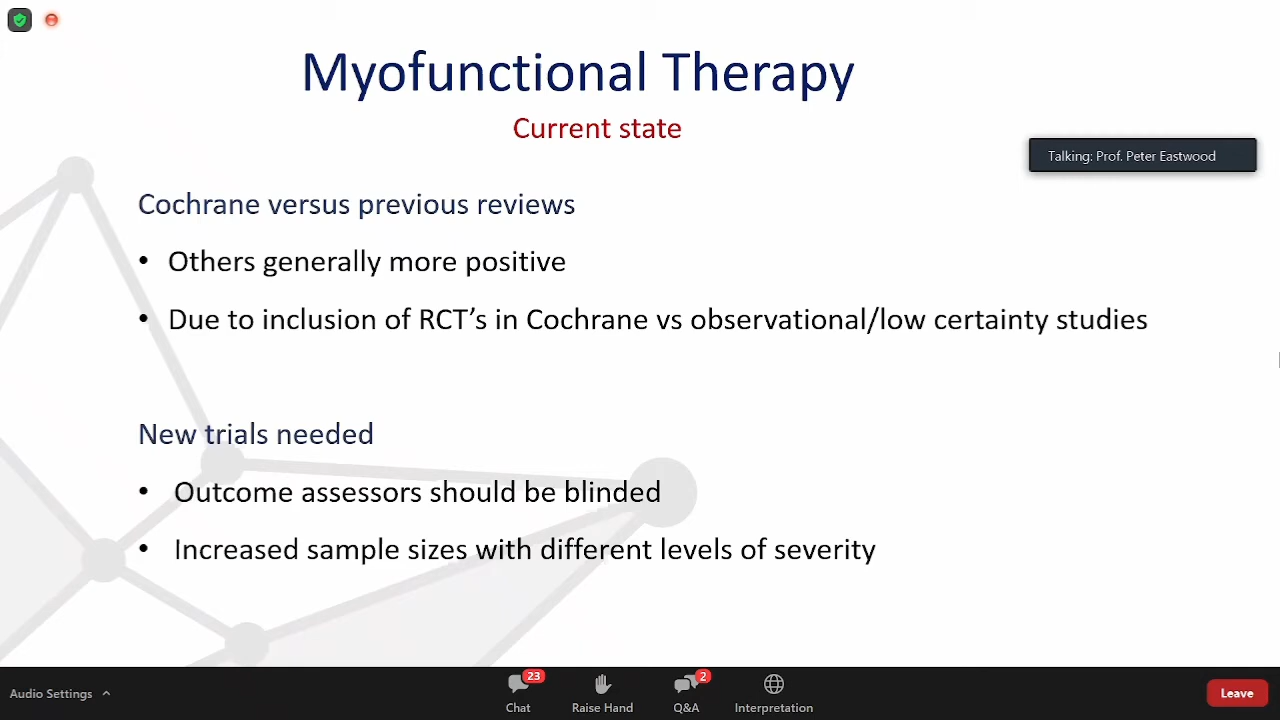 Myofunctional Therapy
Current state
Talking: Prof. Peter Eastwood
Cochrane versus previous reviews
• Others generally more positive
• Due to inclusion of RCT’s in Cochrane vs observational/low certainty studies
New trials needed
• Outcome assessors should be blinded
• Increased sample sizes with different levels of severity
Audio Settings
23
Chat
Raise Hand
2
Q&A
Interpretation
Leave